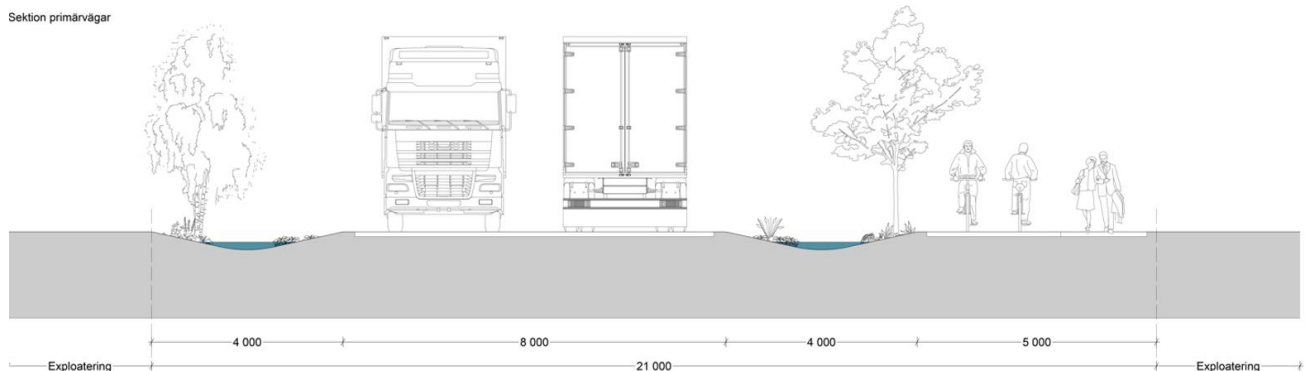 Sektion primärvägar
4 000 8 000 4 000 5 000
Exploatering 21 000 Exploatering